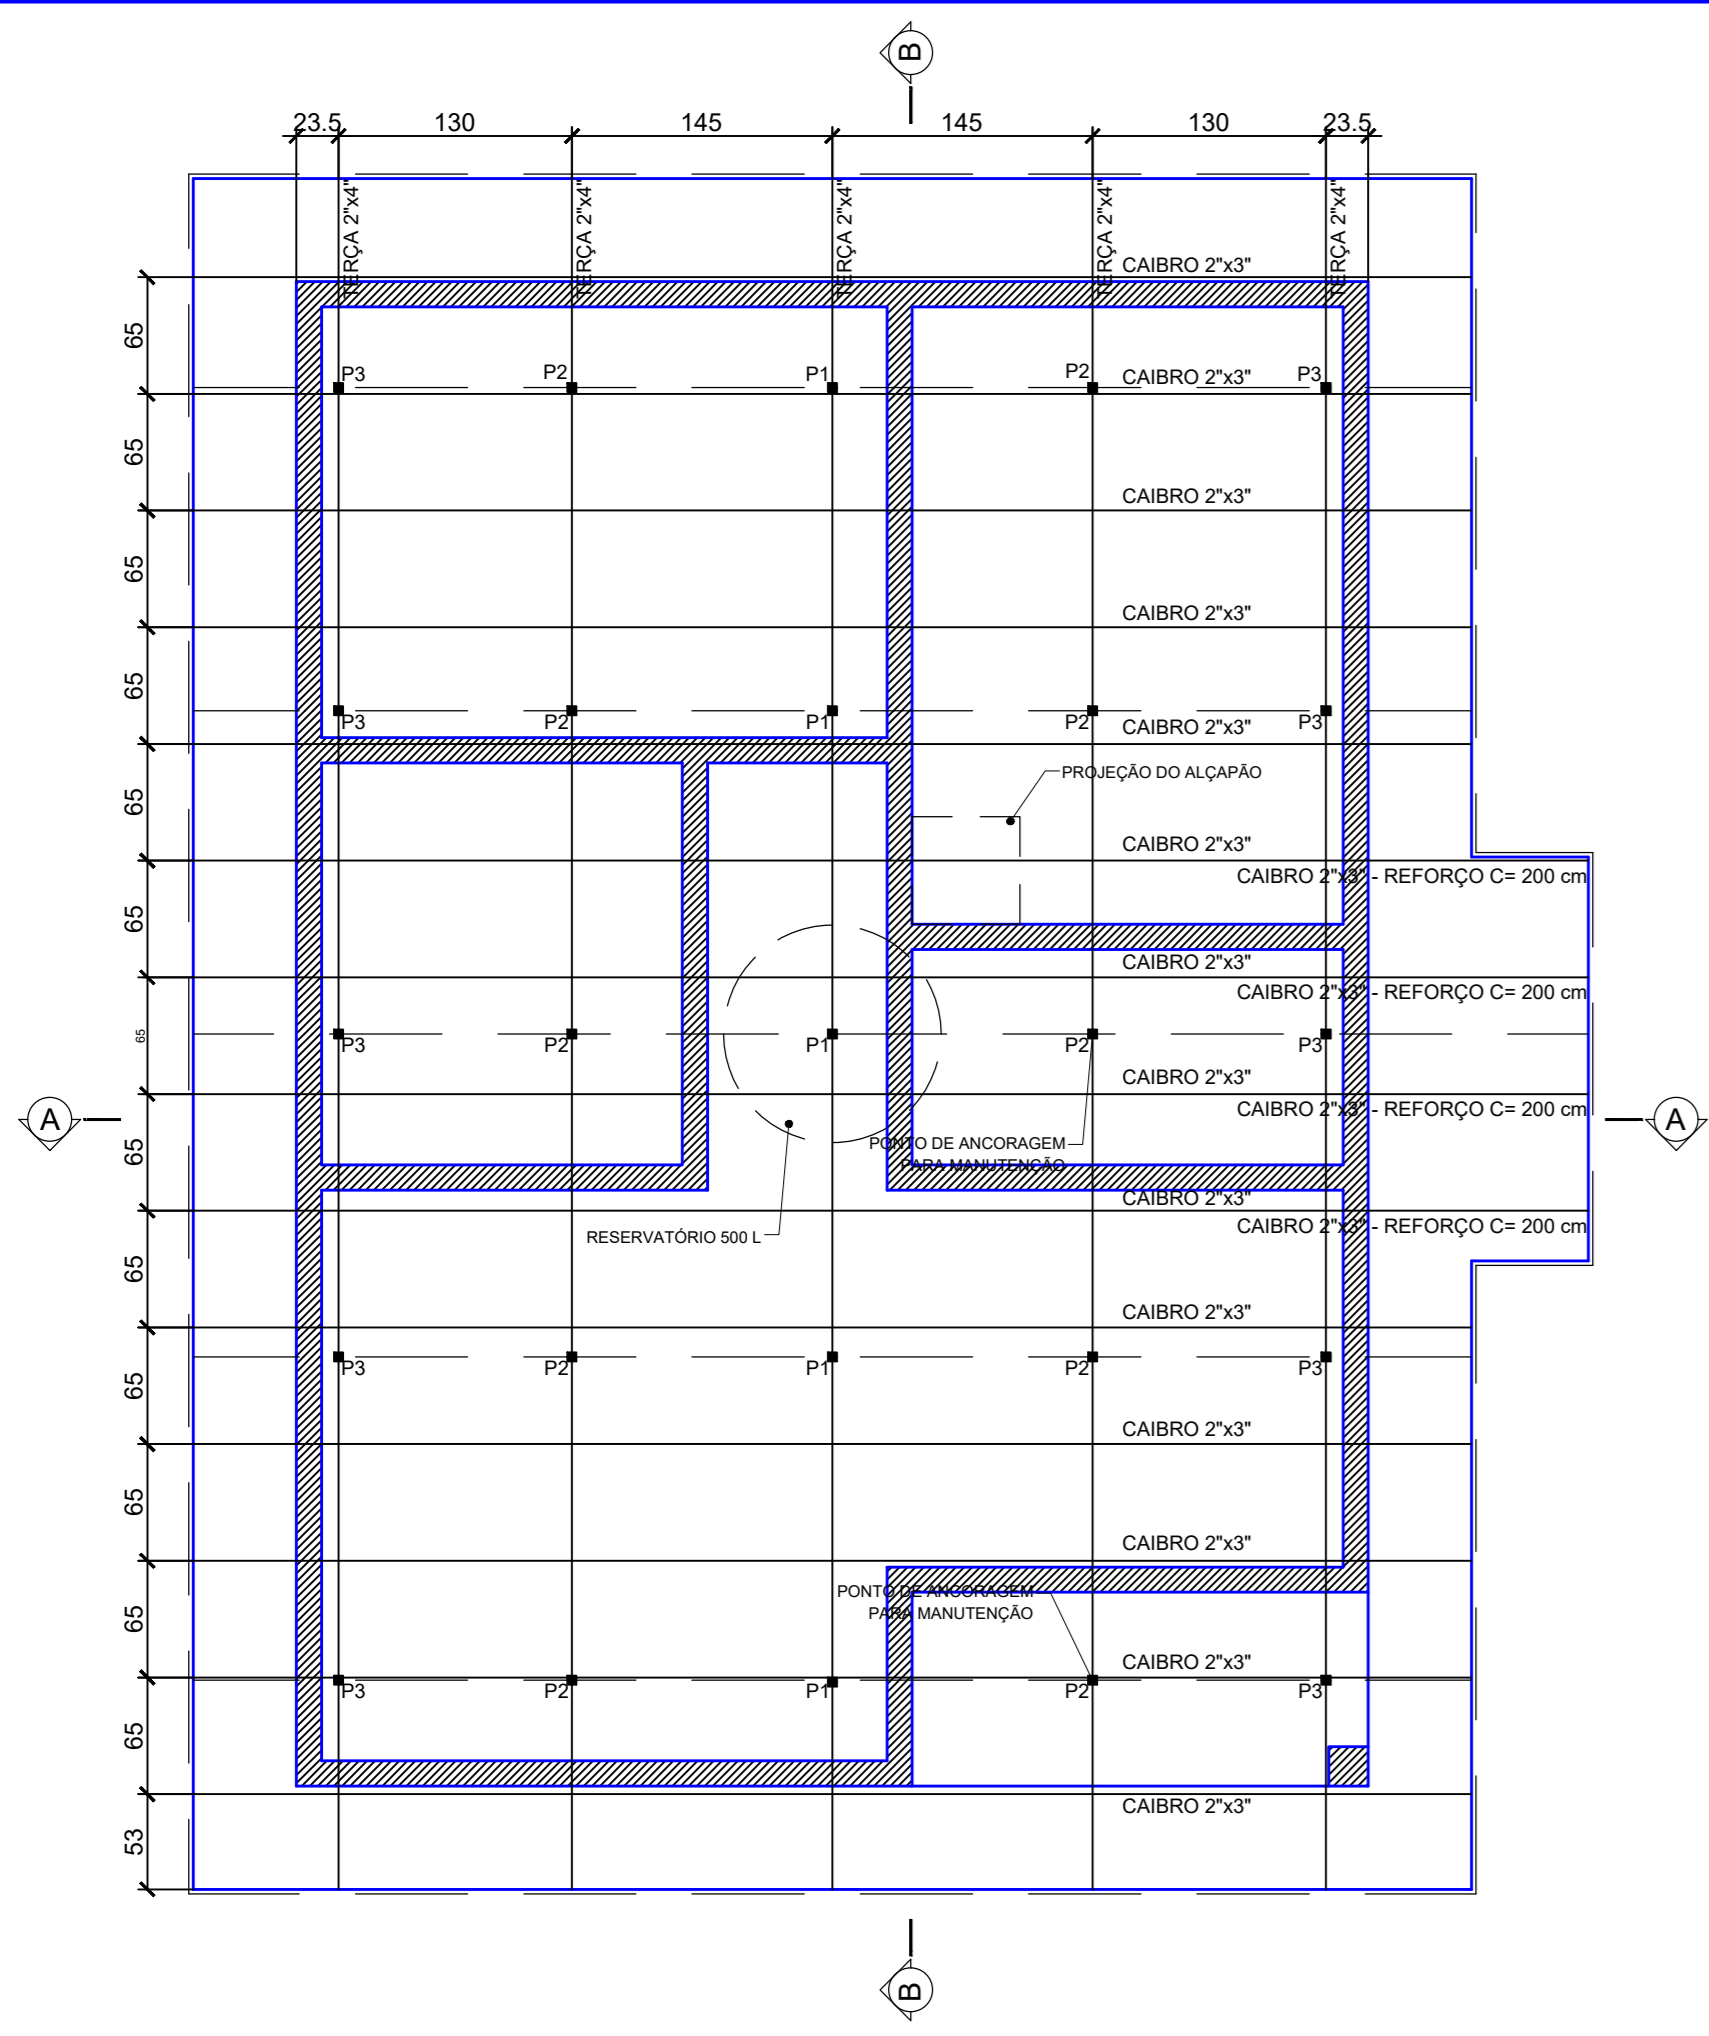 B
23.5 130 145 145 130 23.5
TERÇA 2"x4" TERÇA 2"x4" TERÇA 2"x4" TERÇA 2"x4" TERÇA 2"x4"
CAIBRO 2"x3"
65
P3 P2 P1 P2 CAIBRO 2"x3" P3
65
CAIBRO 2"x3"
65
CAIBRO 2"x3"
65
P3 P2 P1 P2 CAIBRO 2"x3" P3
PROJEÇÃO DO ALÇAPÃO
65
CAIBRO 2"x3"
CAIBRO 2"x3" - REFORÇO C= 200 cm
65
CAIBRO 2"x3"
CAIBRO 2"x3" - REFORÇO C= 200 cm
65
P3 P2 P1 P2 P3
CAIBRO 2"x3"
CAIBRO 2"x3" - REFORÇO C= 200 cm
A A
65
PONTO DE ANCORAGEM
PARA MANUTENÇÃO
CAIBRO 2"x3"
CAIBRO 2"x3" - REFORÇO C= 200 cm
RESERVATÓRIO 500 L
65
CAIBRO 2"x3"
P3 P2 P1 P2 P3
65
CAIBRO 2"x3"
65
CAIBRO 2"x3"
PONTO DE ANCORAGEM
PARA MANUTENÇÃO
65
CAIBRO 2"x3"
P3 P2 P1 P2 P3
65
CAIBRO 2"x3"
53
B